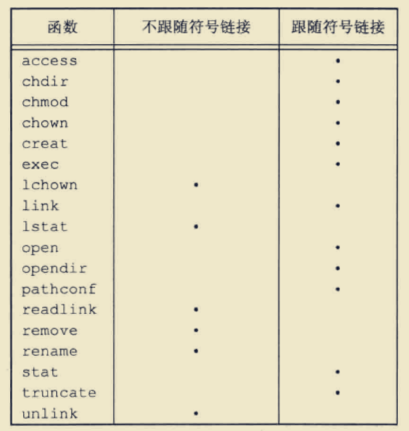 函数 不跟随符号链接 跟随符号链接
access •
chdir •
chmod •
chown •
creat •
exec •
lchown •
link •
lstat •
open •
opendir •
pathconf •
readlink •
remove •
rename •
stat •
truncate •
unlink •